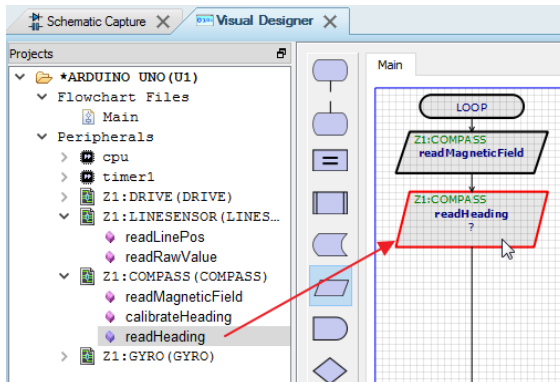 Schematic Capture
Visual Designer
Projects
*ARDUINO UNO(U1)
Flowchart Files
Main
Peripherals
cpu
timer1
Z1:DRIVE(DRIVE)
Z1:LINESENSOR(LINES...
readLinePos
readRawValue
Z1:COMPASS(COMPASS)
readMagneticField
calibrateHeading
readHeading
Z1:GYRO(GYRO)
Main
LOOP
Z1:COMPASS
readMagneticField
Z1:COMPASS
readHeading
?